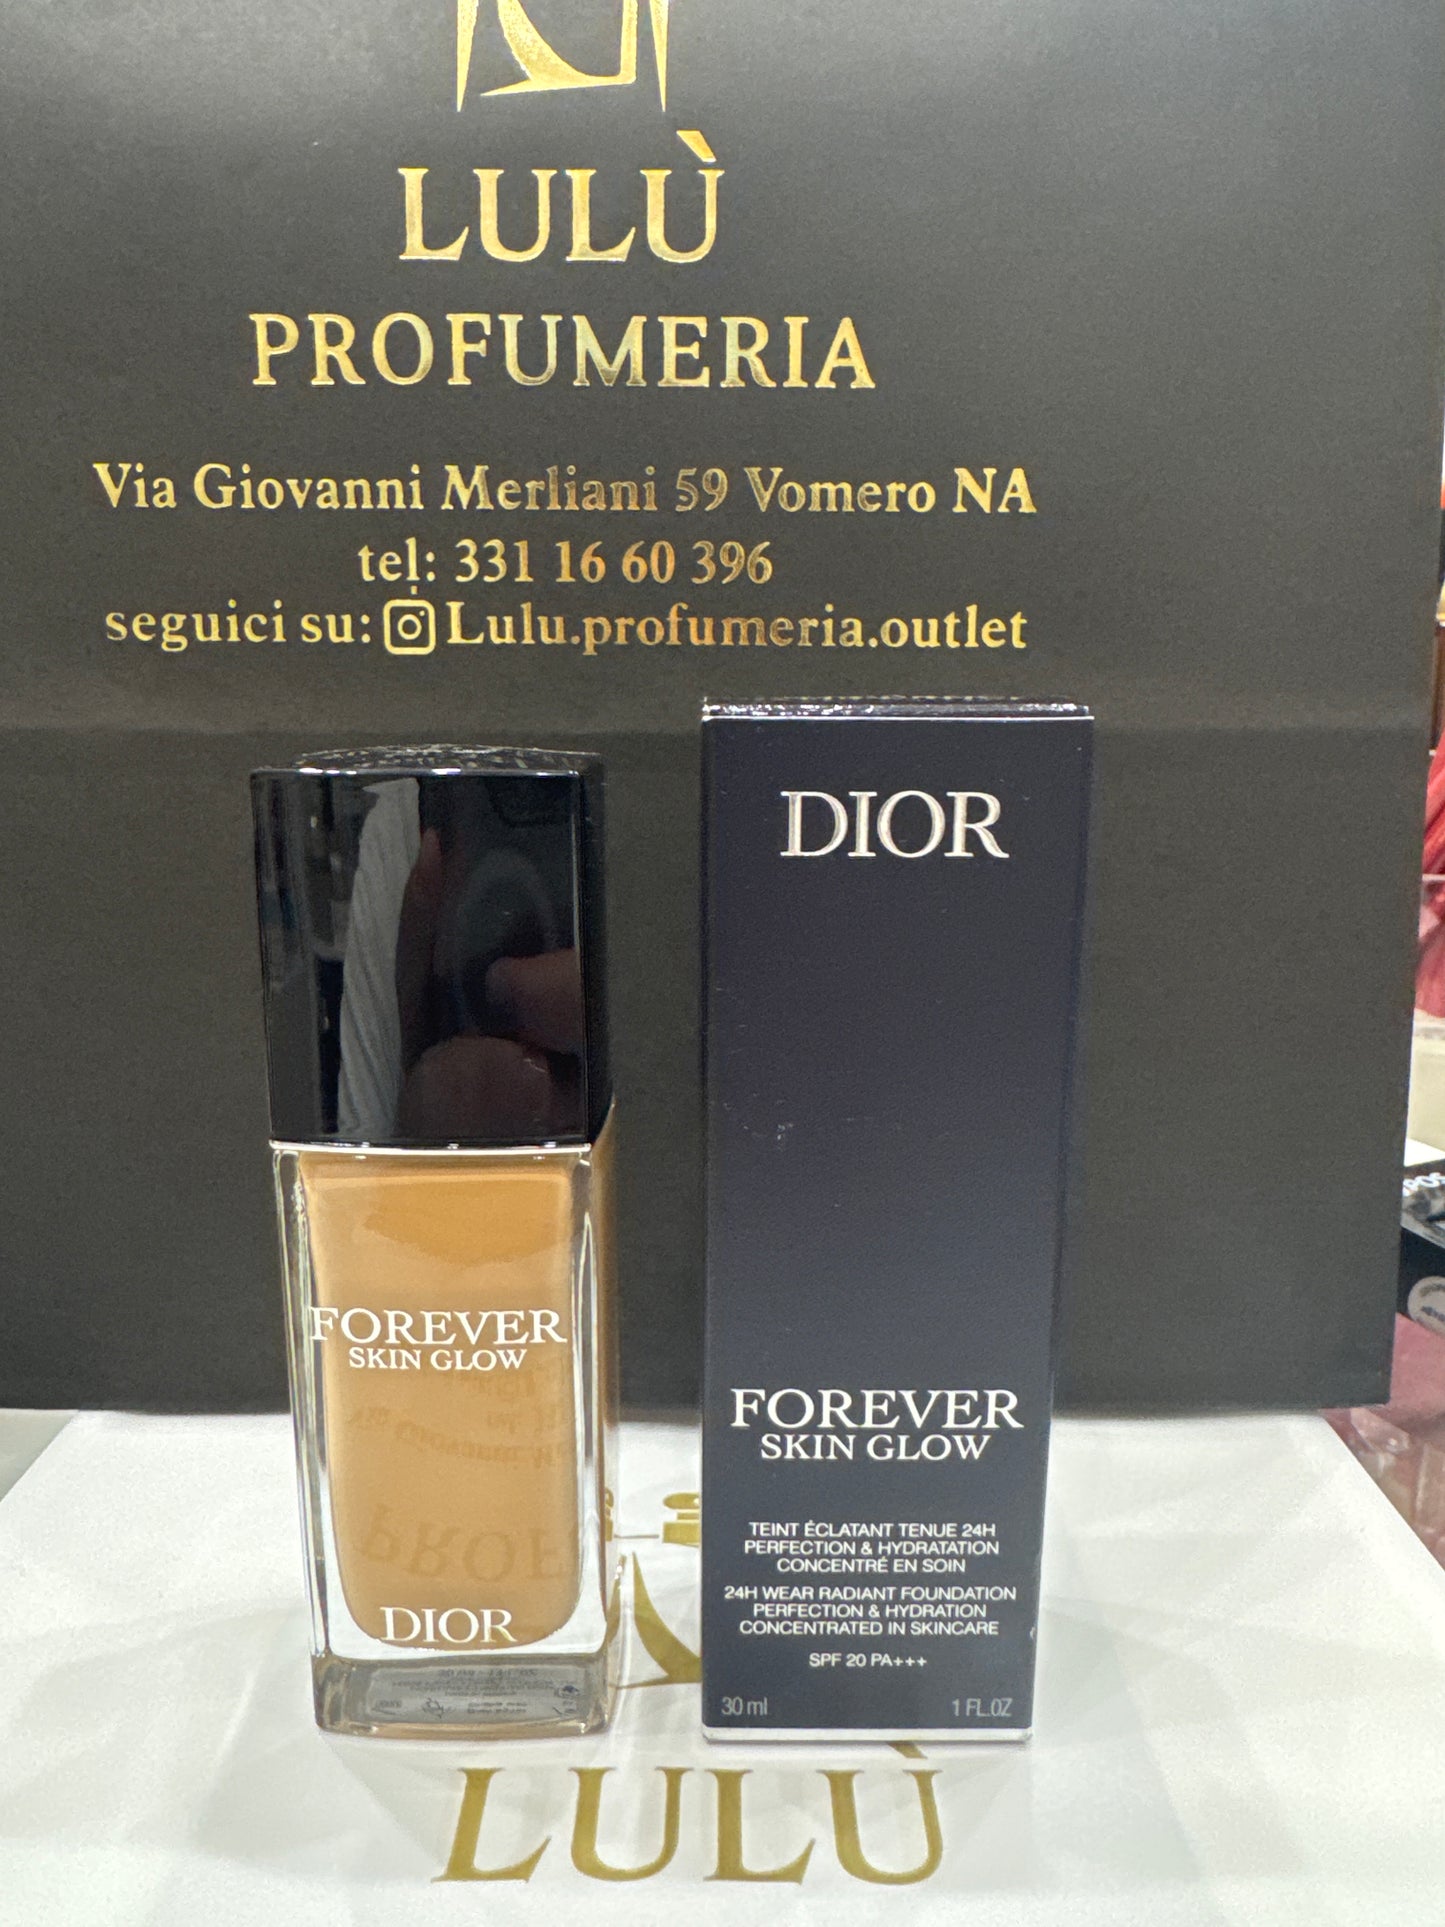 LULÙ
PROFUMERIA
Via Giovanni Merliani 59 Vomero NA
tel: 331 16 60 396
seguici su: Lulu.profumeria.outlet
FOREVER
SKIN GLOW
DIOR
DIOR
FOREVER
SKIN GLOW
TEINT ÉCLATANT TENUE 24H
PERFECTION & HYDRATATION
CONCENTRÉ EN SOIN
24H WEAR RADIANT FOUNDATION
PERFECTION & HYDRATION
CONCENTRATED IN SKINCARE
SPF 20 PA+++
30 ml 1 FL.OZ
LULÙ